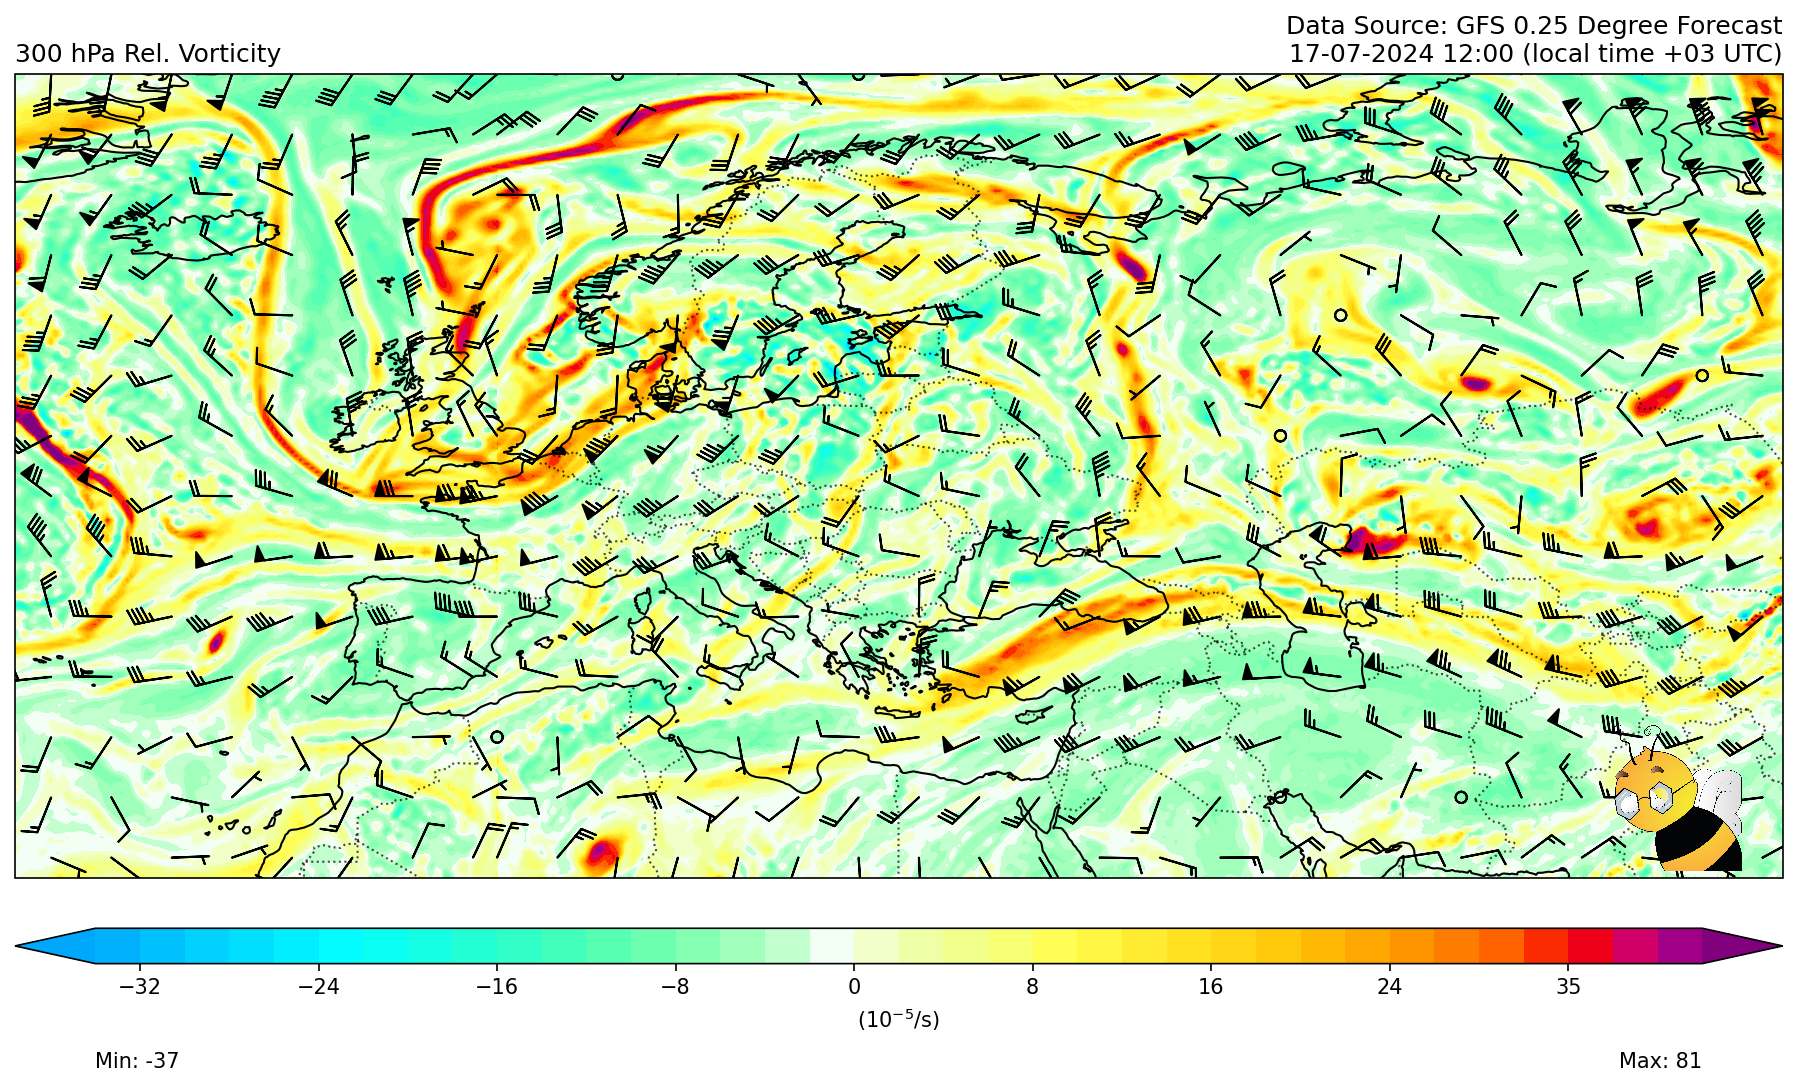 Data Source: GFS 0.25 Degree Forecast
300 hPa Rel. Vorticity
17-07-2024 12:00 (local time +03 UTC)
−32 −24 −16 −8 0 8 16 24 35
(10⁻⁵/s)
Min: -37
Max: 81